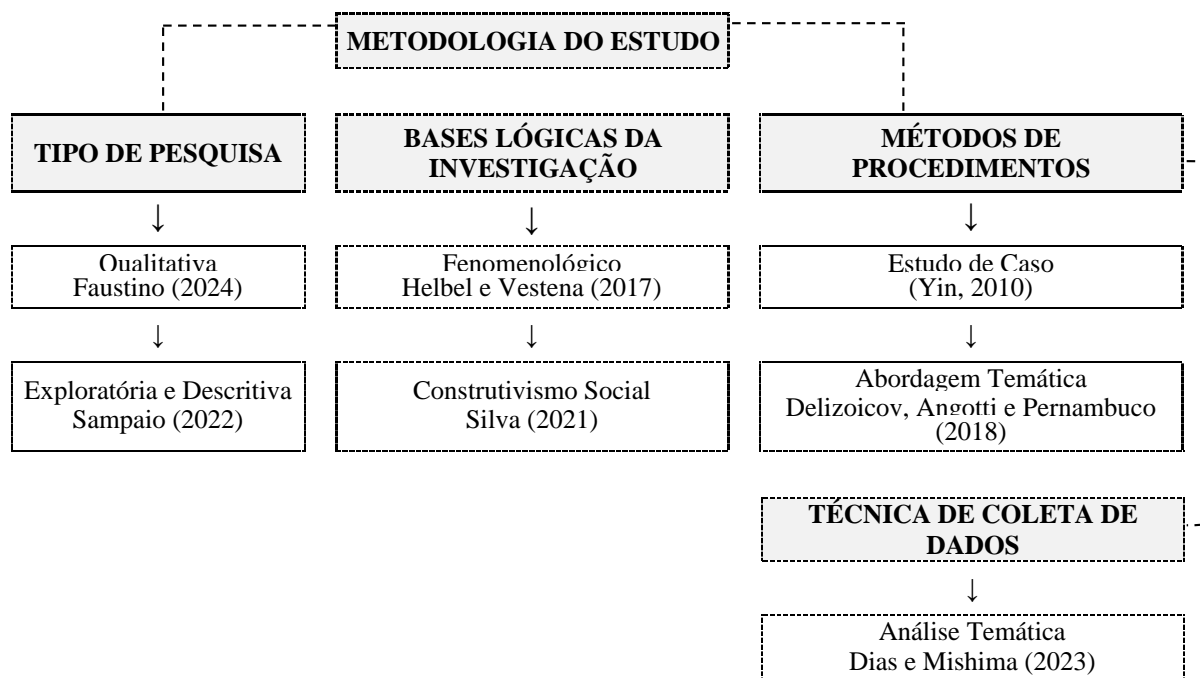 METODOLOGIA DO ESTUDO
TIPO DE PESQUISA
↓
Qualitativa
Faustino (2024)
↓
Exploratória e Descritiva
Sampaio (2022)
BASES LÓGICAS DA
INVESTIGAÇÃO
↓
Fenomenológico
Helbel e Vestena (2017)
↓
Construtivismo Social
Silva (2021)
MÉTODOS DE
PROCEDIMENTOS
↓
Estudo de Caso
(Yin, 2010)
↓
Abordagem Temática
Delizoicov, Angotti e Pernambuco
(2018)
TÉCNICA DE COLETA DE
DADOS
↓
Análise Temática
Dias e Mishima (2023)